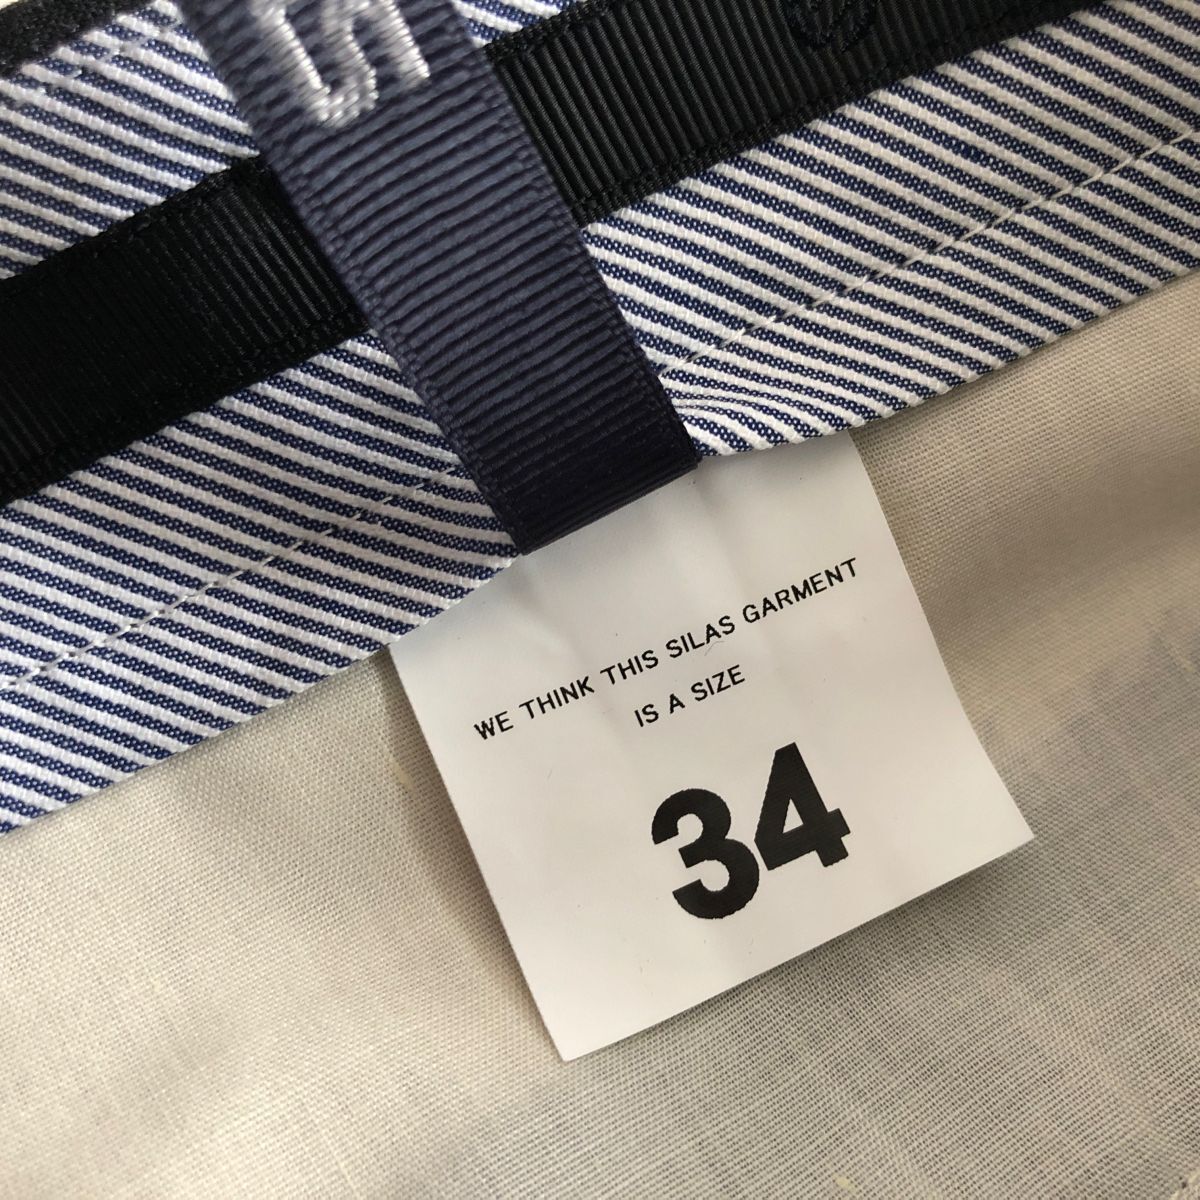 WE THINK THIS SILAS GARMENT
IS A SIZE
34